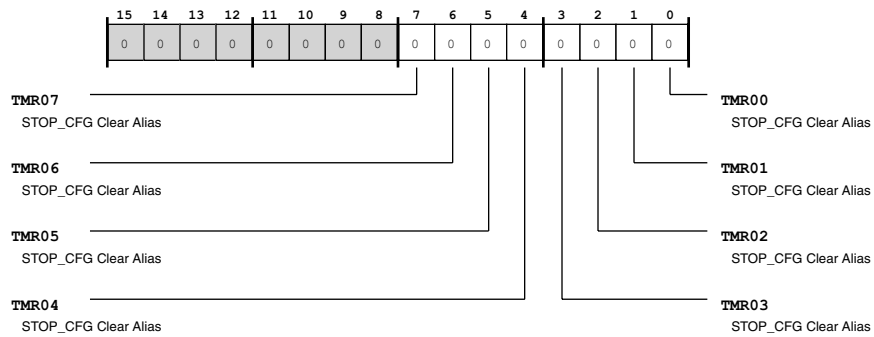 15 14 13 12 11 10 9 8 7 6 5 4 3 2 1 0
0 0 0 0 0 0 0 0 0 0 0 0 0 0 0 0
TMR07
STOP_CFG Clear Alias
TMR00
STOP_CFG Clear Alias
TMR06
STOP_CFG Clear Alias
TMR01
STOP_CFG Clear Alias
TMR05
STOP_CFG Clear Alias
TMR02
STOP_CFG Clear Alias
TMR04
STOP_CFG Clear Alias
TMR03
STOP_CFG Clear Alias